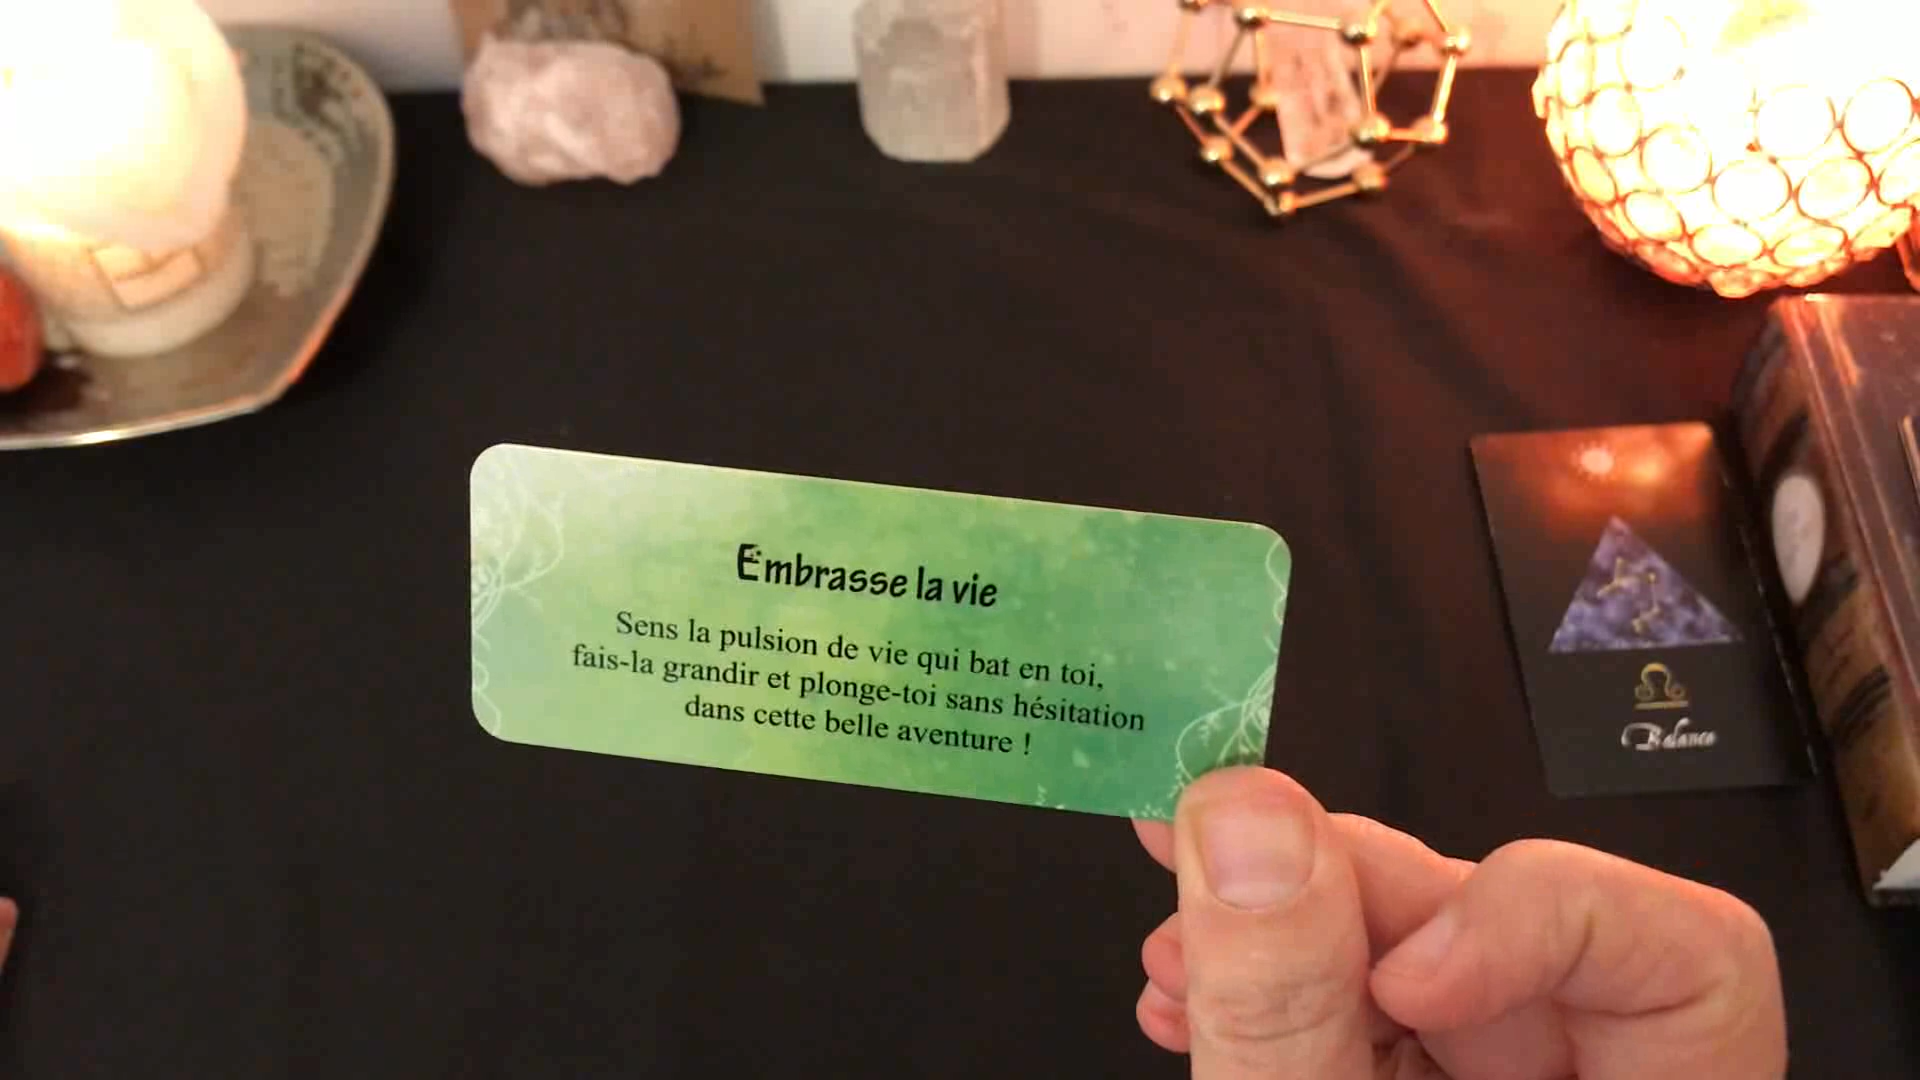 Embrasse la vie
Sens la pulsion de vie qui bat en toi,
fais-la grandir et plonge-toi sans hésitation
dans cette belle aventure !
Balance